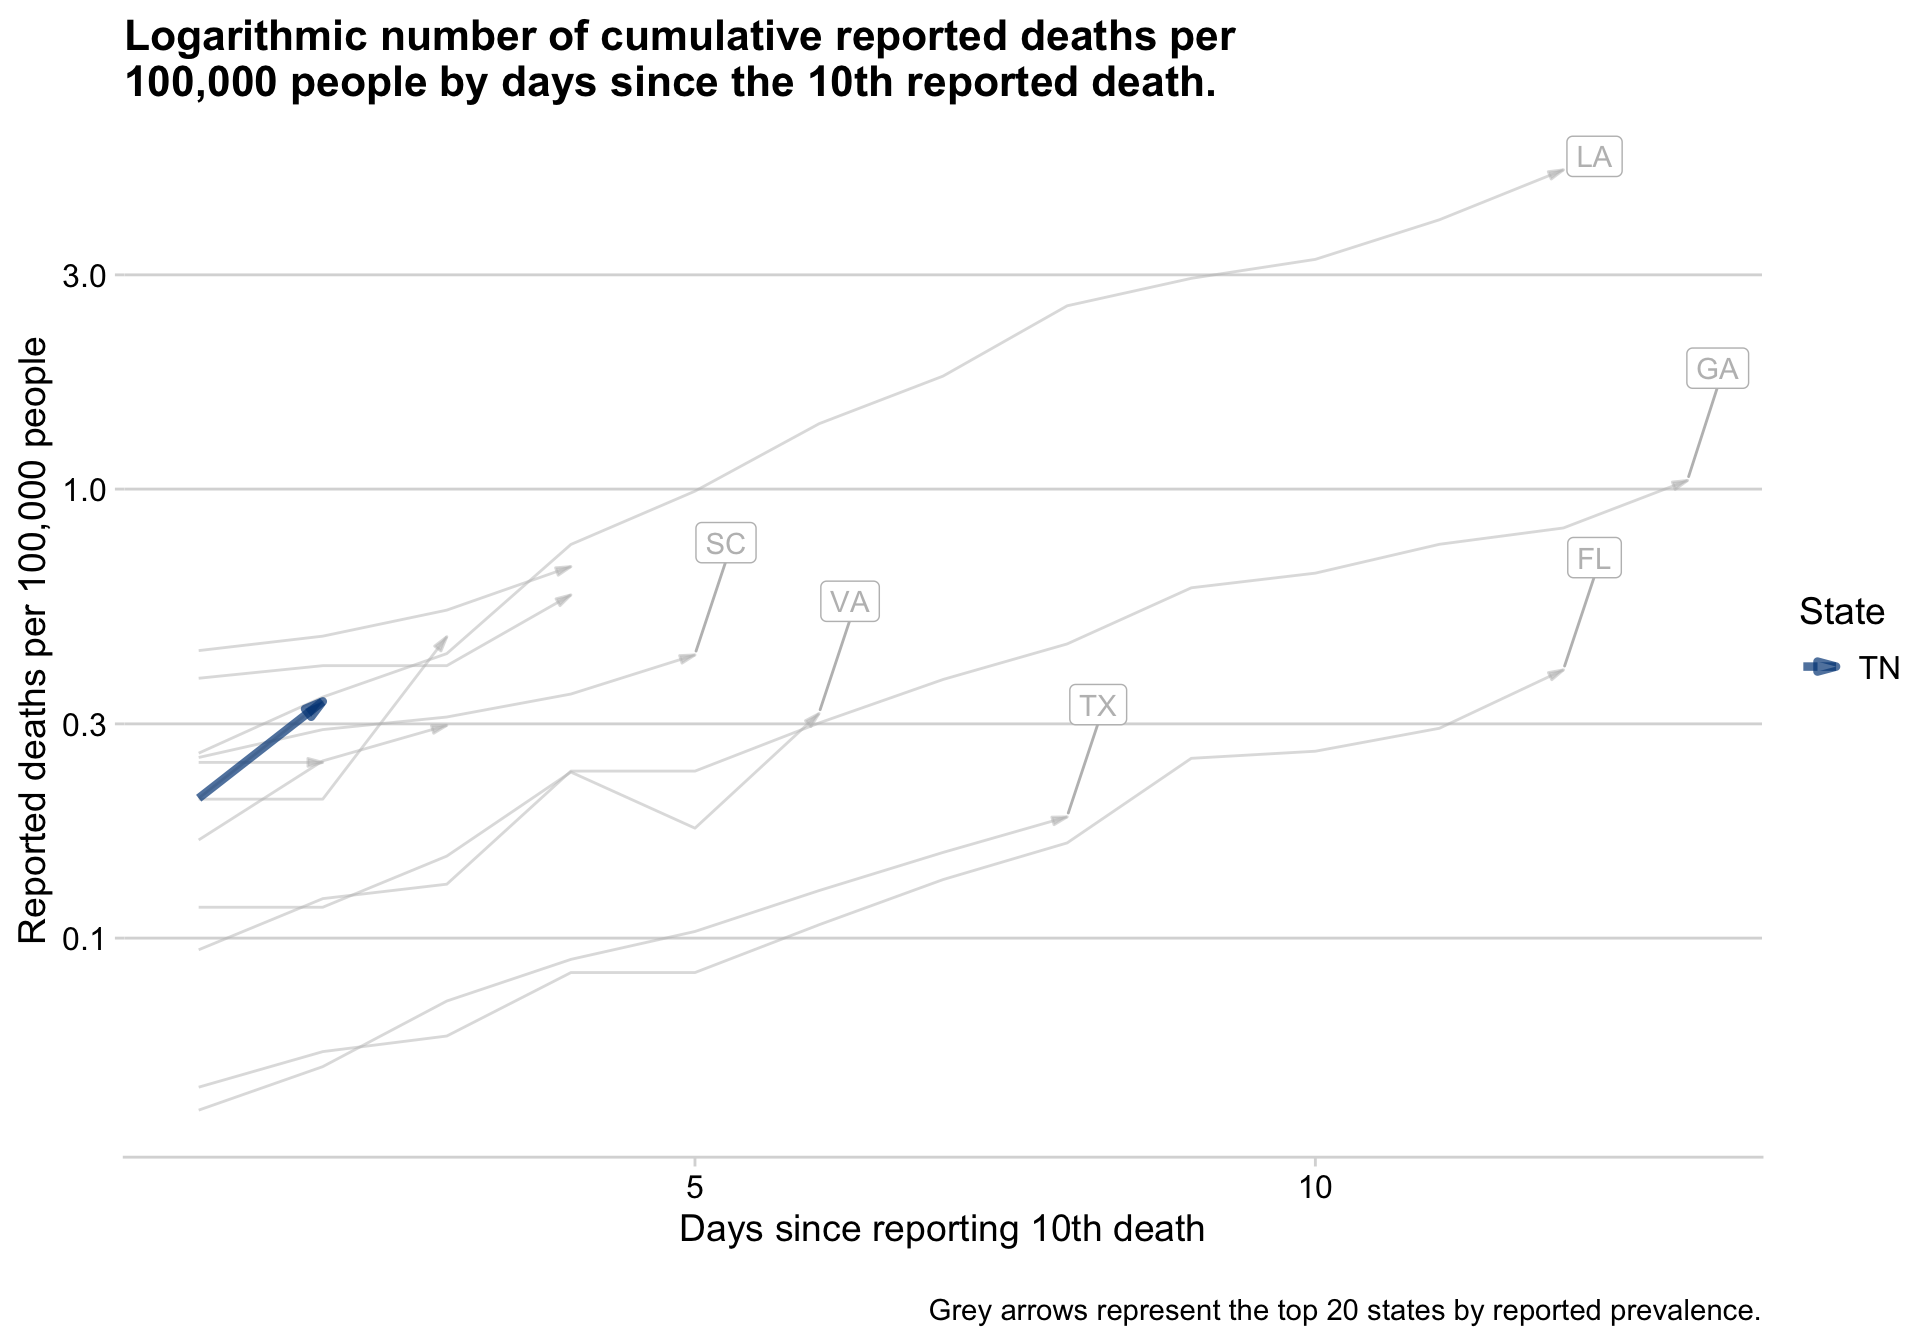 Logarithmic number of cumulative reported deaths per
100,000 people by days since the 10th reported death.
LA
3.0
GA
1.0
SC
FL
VA
TX
0.3
0.1
Reported deaths per 100,000 people
State
TN
5
10
Days since reporting 10th death
Grey arrows represent the top 20 states by reported prevalence.